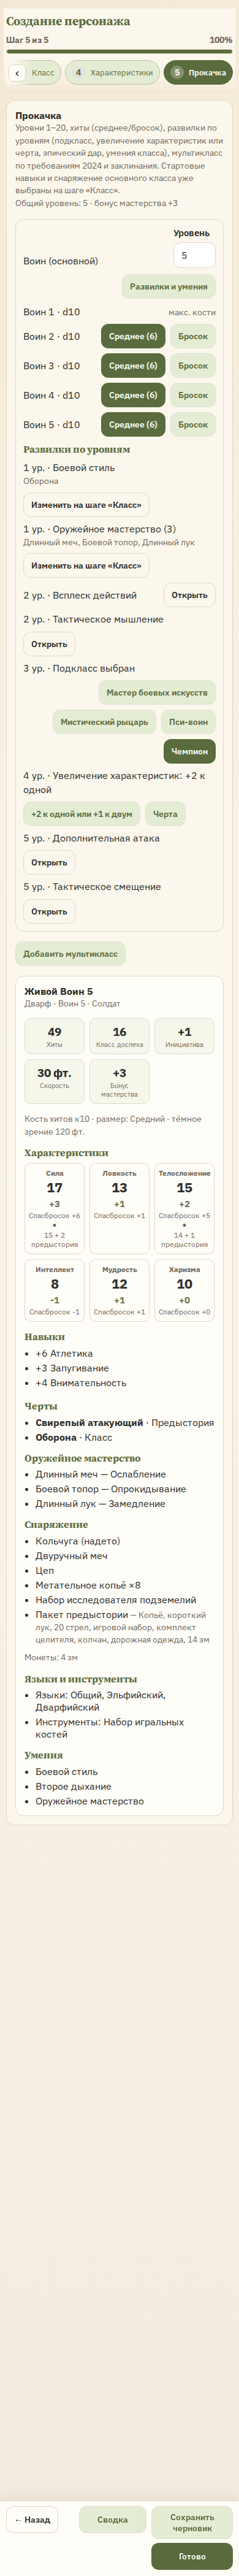 Создание персонажа
Шаг 5 из 5 100%
‹ Класс 4 Характеристики 5 Прокачка
Прокачка
Уровни 1–20, хиты (среднее/бросок), развилки по
уровням (подкласс, увеличение характеристик или
черта, эпический дар, умения класса), мультикласс
по требованиям 2024 и заклинания. Стартовые
навыки и снаряжение основного класса уже
выбраны на шаге «Класс».
Общий уровень: 5 · бонус мастерства +3
Уровень
Воин (основной) 5
Развилки и умения
Воин 1 · d10 макс. кости
Воин 2 · d10 Среднее (6) Бросок
Воин 3 · d10 Среднее (6) Бросок
Воин 4 · d10 Среднее (6) Бросок
Воин 5 · d10 Среднее (6) Бросок
Развилки по уровням
1 ур. · Боевой стиль
Оборона
Изменить на шаге «Класс»
1 ур. · Оружейное мастерство (3)
Длинный меч, Боевой топор, Длинный лук
Изменить на шаге «Класс»
2 ур. · Всплеск действий Открыть
2 ур. · Тактическое мышление
Открыть
3 ур. · Подкласс выбран
Мастер боевых искусств
Мистический рыцарь Пси-воин
Чемпион
4 ур. · Увеличение характеристик: +2 к
одной
+2 к одной или +1 к двум Черта
5 ур. · Дополнительная атака
Открыть
5 ур. · Тактическое смещение
Открыть
Добавить мультикласс
Живой Воин 5
Дварф · Воин 5 · Солдат
49 16 +1
Хиты Класс доспеха Инициатива
30 фт. +3
Скорость Бонус
мастерства
Кость хитов к10 · размер: Средний · тёмное
зрение 120 фт.
Характеристики
Сила Ловкость Телосложение
17 13 15
+3 +1 +2
Спасбросок +6 Спасбросок +1 Спасбросок +5
● ●
15 + 2 14 + 1
предыстория предыстория
Интеллект Мудрость Харизма
8 12 10
-1 +1 +0
Спасбросок -1 Спасбросок +1 Спасбросок +0
Навыки
• +6 Атлетика
• +3 Запугивание
• +4 Внимательность
Черты
• Свирепый атакующий · Предыстория
• Оборона · Класс
Оружейное мастерство
• Длинный меч — Ослабление
• Боевой топор — Опрокидывание
• Длинный лук — Замедление
Снаряжение
• Кольчуга (надето)
• Двуручный меч
• Цеп
• Метательное копьё ×8
• Набор исследователя подземелий
• Пакет предыстории — Копьё, короткий
лук, 20 стрел, игровой набор, комплект
целителя, колчан, дорожная одежда, 14 зм
Монеты: 4 зм
Языки и инструменты
• Языки: Общий, Эльфийский,
Дварфийский
• Инструменты: Набор игральных
костей
Умения
• Боевой стиль
• Второе дыхание
• Оружейное мастерство
← Назад Сводка Сохранить
черновик
Готово